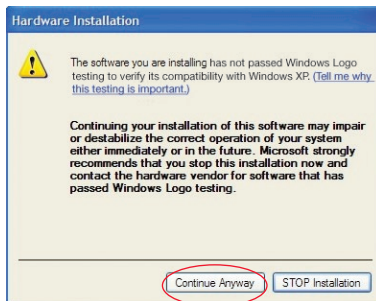 Hardware Installation
The software you are installing has not passed Windows Logo
testing to verify its compatibility with Windows XP. (Tell me why
this testing is important.)
Continuing your installation of this software may impair
or destabilize the correct operation of your system
either immediately or in the future. Microsoft strongly
recommends that you stop this installation now and
contact the hardware vendor for software that has
passed Windows Logo testing.
Continue Anyway
STOP Installation